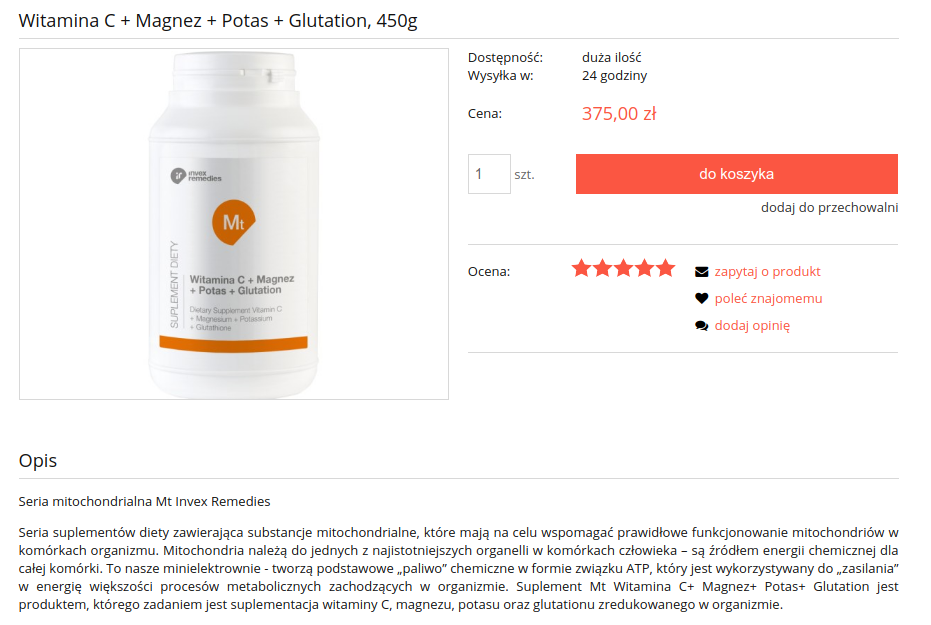 Witamina C + Magnez + Potas + Glutation, 450g
invex
remedies
Mt
SUPLEMENT DIETY
Witamina C + Magnez
+ Potas + Glutation
Dietary Supplement Vitamin C
+ Magnesium + Potassium
+ Glutathione
Dostępność: duża ilość
Wysyłka w: 24 godziny
Cena: 375,00 zł
1 szt. do koszyka
dodaj do przechowalni
Ocena: zapytaj o produkt
poleć znajomemu
dodaj opinię
Opis
Seria mitochondrialna Mt Invex Remedies
Seria suplementów diety zawierająca substancje mitochondrialne, które mają na celu wspomagać prawidłowe funkcjonowanie mitochondriów w
komórkach organizmu. Mitochondria należą do jednych z najistotniejszych organelli w komórkach człowieka – są źródłem energii chemicznej dla
całej komórki. To nasze minielektrownie - tworzą podstawowe „paliwo” chemiczne w formie związku ATP, który jest wykorzystywany do „zasilania”
w energię większości procesów metabolicznych zachodzących w organizmie. Suplement Mt Witamina C+ Magnez+ Potas+ Glutation jest
produktem, którego zadaniem jest suplementacja witaminy C, magnezu, potasu oraz glutationu zredukowanego w organizmie.